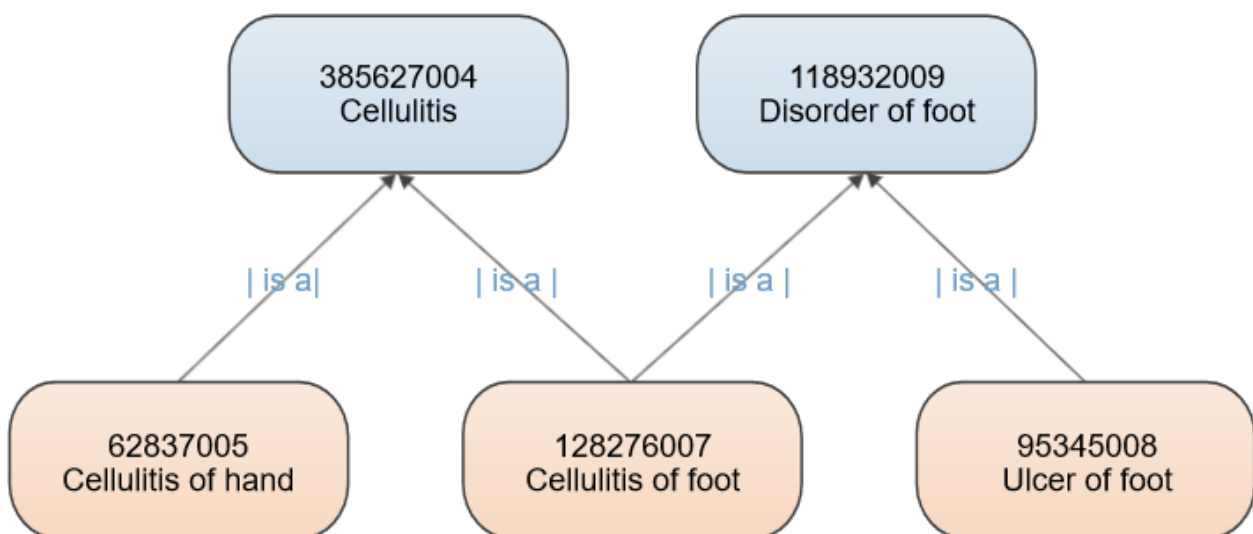 385627004
Cellulitis
118932009
Disorder of foot
| is a|
| is a |
| is a |
| is a |
62837005
Cellulitis of hand
128276007
Cellulitis of foot
95345008
Ulcer of foot